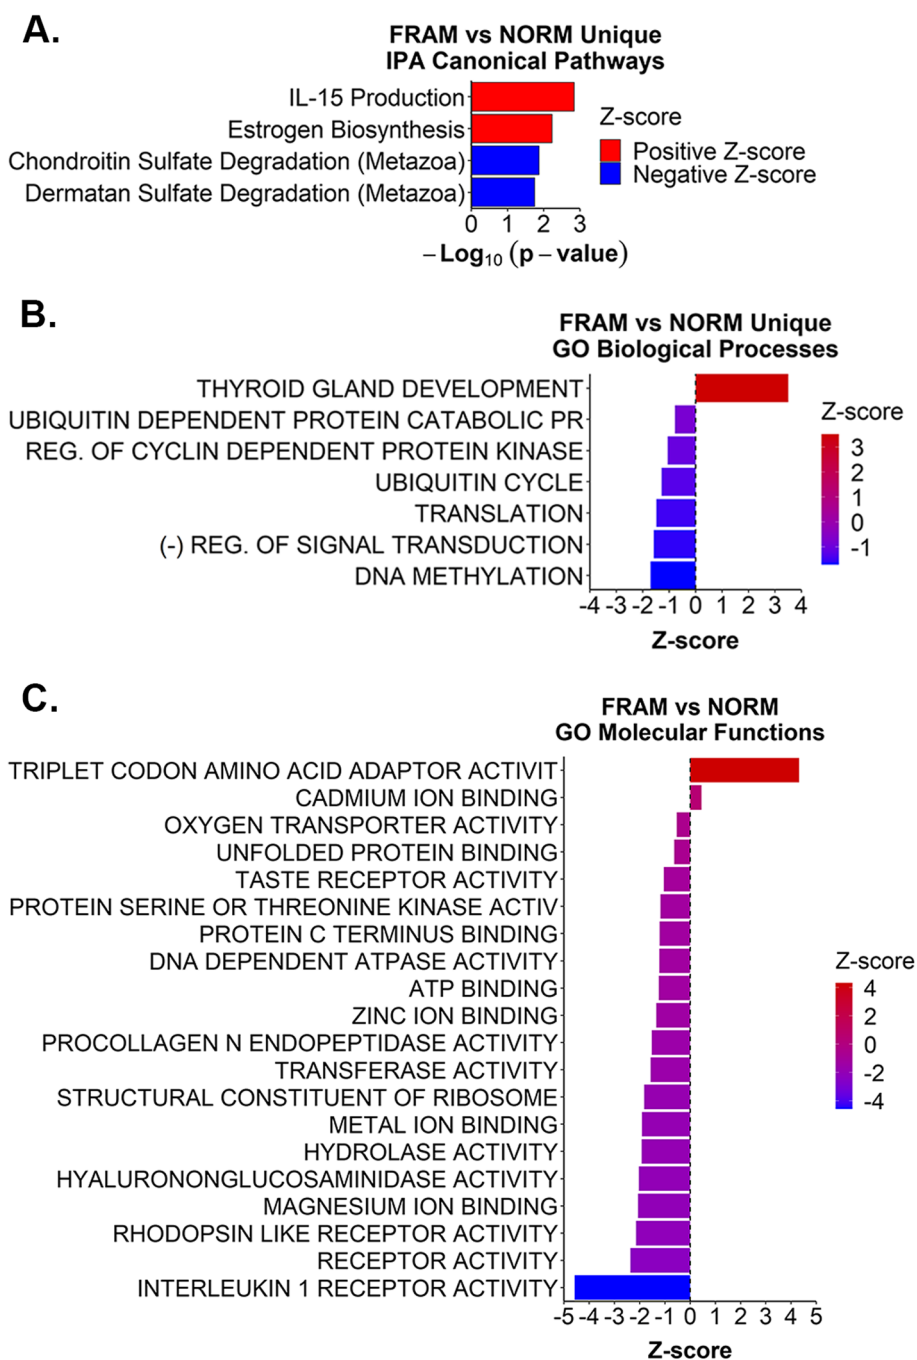 A.
FRAM vs NORM Unique
IPA Canonical Pathways
IL-15 Production
Estrogen Biosynthesis
Chondroitin Sulfate Degradation (Metazoa)
Dermatan Sulfate Degradation (Metazoa)
Z-score
Positive Z-score
Negative Z-score
0 1 2 3
−Log₁₀ (p − value)
B.
FRAM vs NORM Unique
GO Biological Processes
THYROID GLAND DEVELOPMENT
UBIQUITIN DEPENDENT PROTEIN CATABOLIC PR
REG. OF CYCLIN DEPENDENT PROTEIN KINASE
UBIQUITIN CYCLE
TRANSLATION
(-) REG. OF SIGNAL TRANSDUCTION
DNA METHYLATION
Z-score
3
2
1
0
-1
-4 -3 -2 -1 0 1 2 3 4
Z-score
C.
FRAM vs NORM
GO Molecular Functions
TRIPLET CODON AMINO ACID ADAPTOR ACTIVIT
CADMIUM ION BINDING
OXYGEN TRANSPORTER ACTIVITY
UNFOLDED PROTEIN BINDING
TASTE RECEPTOR ACTIVITY
PROTEIN SERINE OR THREONINE KINASE ACTIV
PROTEIN C TERMINUS BINDING
DNA DEPENDENT ATPASE ACTIVITY
ATP BINDING
ZINC ION BINDING
PROCOLLAGEN N ENDOPEPTIDASE ACTIVITY
TRANSFERASE ACTIVITY
STRUCTURAL CONSTITUENT OF RIBOSOME
METAL ION BINDING
HYDROLASE ACTIVITY
HYALURONONGLUCOSAMINIDASE ACTIVITY
MAGNESIUM ION BINDING
RHODOPSIN LIKE RECEPTOR ACTIVITY
RECEPTOR ACTIVITY
INTERLEUKIN 1 RECEPTOR ACTIVITY
Z-score
4
2
0
-2
-4
-5 -4 -3 -2 -1 0 1 2 3 4 5
Z-score